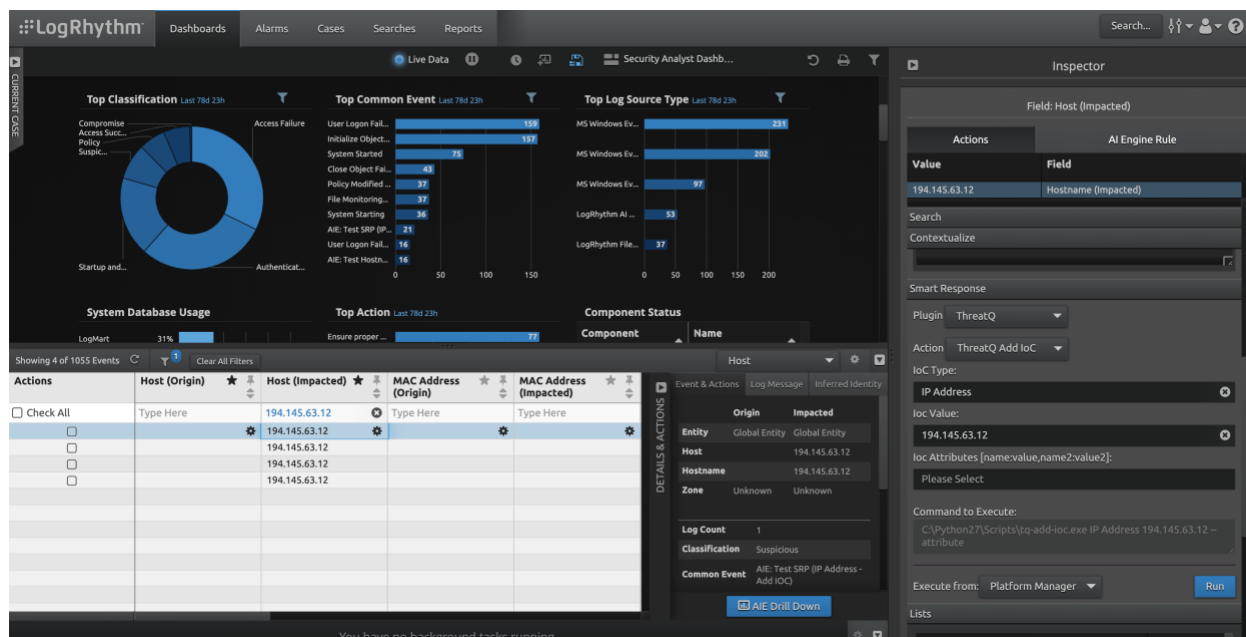 LogRhythm
Dashboards
Alarms
Cases
Searches
Reports
Search...
CURRENT CASE
Live Data
Security Analyst Dashb...
Top Classification Last 78d 23h
Compromise
Access Succ...
Policy
Suspic...
Access Failure
Startup and...
Authenticat...
Top Common Event Last 78d 23h
User Logon Fail... 159
Initialize Object... 157
System Started 75
Close Object Fai... 43
Policy Modified ... 37
File Monitoring... 37
System Starting 36
AIE: Test SRP (IP... 21
User Logon Fail... 16
AIE: Test Hostn... 16
0 50 100 150
Top Log Source Type Last 78d 23h
MS Windows Ev... 231
MS Windows Ev... 202
MS Windows Ev... 97
LogRhythm AI ... 53
LogRhythm File... 37
0 50 100 150 200
System Database Usage
LogMart 31%
Top Action Last 78d 23h
Ensure proper ... 77
Component Status
Component Name
Showing 4 of 1055 Events
1
Clear All Filters
Host
Actions
Host (Origin)
Host (Impacted)
MAC Address (Origin)
MAC Address (Impacted)
Check All
Type Here
194.145.63.12
Type Here
Type Here
194.145.63.12
194.145.63.12
194.145.63.12
194.145.63.12
DETAILS & ACTIONS
Event & Actions
Log Message
Inferred Identity
Origin Impacted
Entity Global Entity Global Entity
Host 194.145.63.12
Hostname 194.145.63.12
Zone Unknown Unknown
Log Count 1
Classification Suspicious
Common Event AIE: Test SRP (IP Address -
Add IOC)
AIE Drill Down
You have no background tasks running
Inspector
Field: Host (Impacted)
Actions
AI Engine Rule
Value Field
194.145.63.12 Hostname (Impacted)
Search
Contextualize
Smart Response
Plugin ThreatQ
Action ThreatQ Add IoC
IoC Type:
IP Address
Ioc Value:
194.145.63.12
Ioc Attributes [name:value,name2:value2]:
Please Select
Command to Execute:
C:\Python27\Scripts\tq-add-ioc.exe IP Address 194.145.63.12 --
attribute
Execute from: Platform Manager
Run
Lists